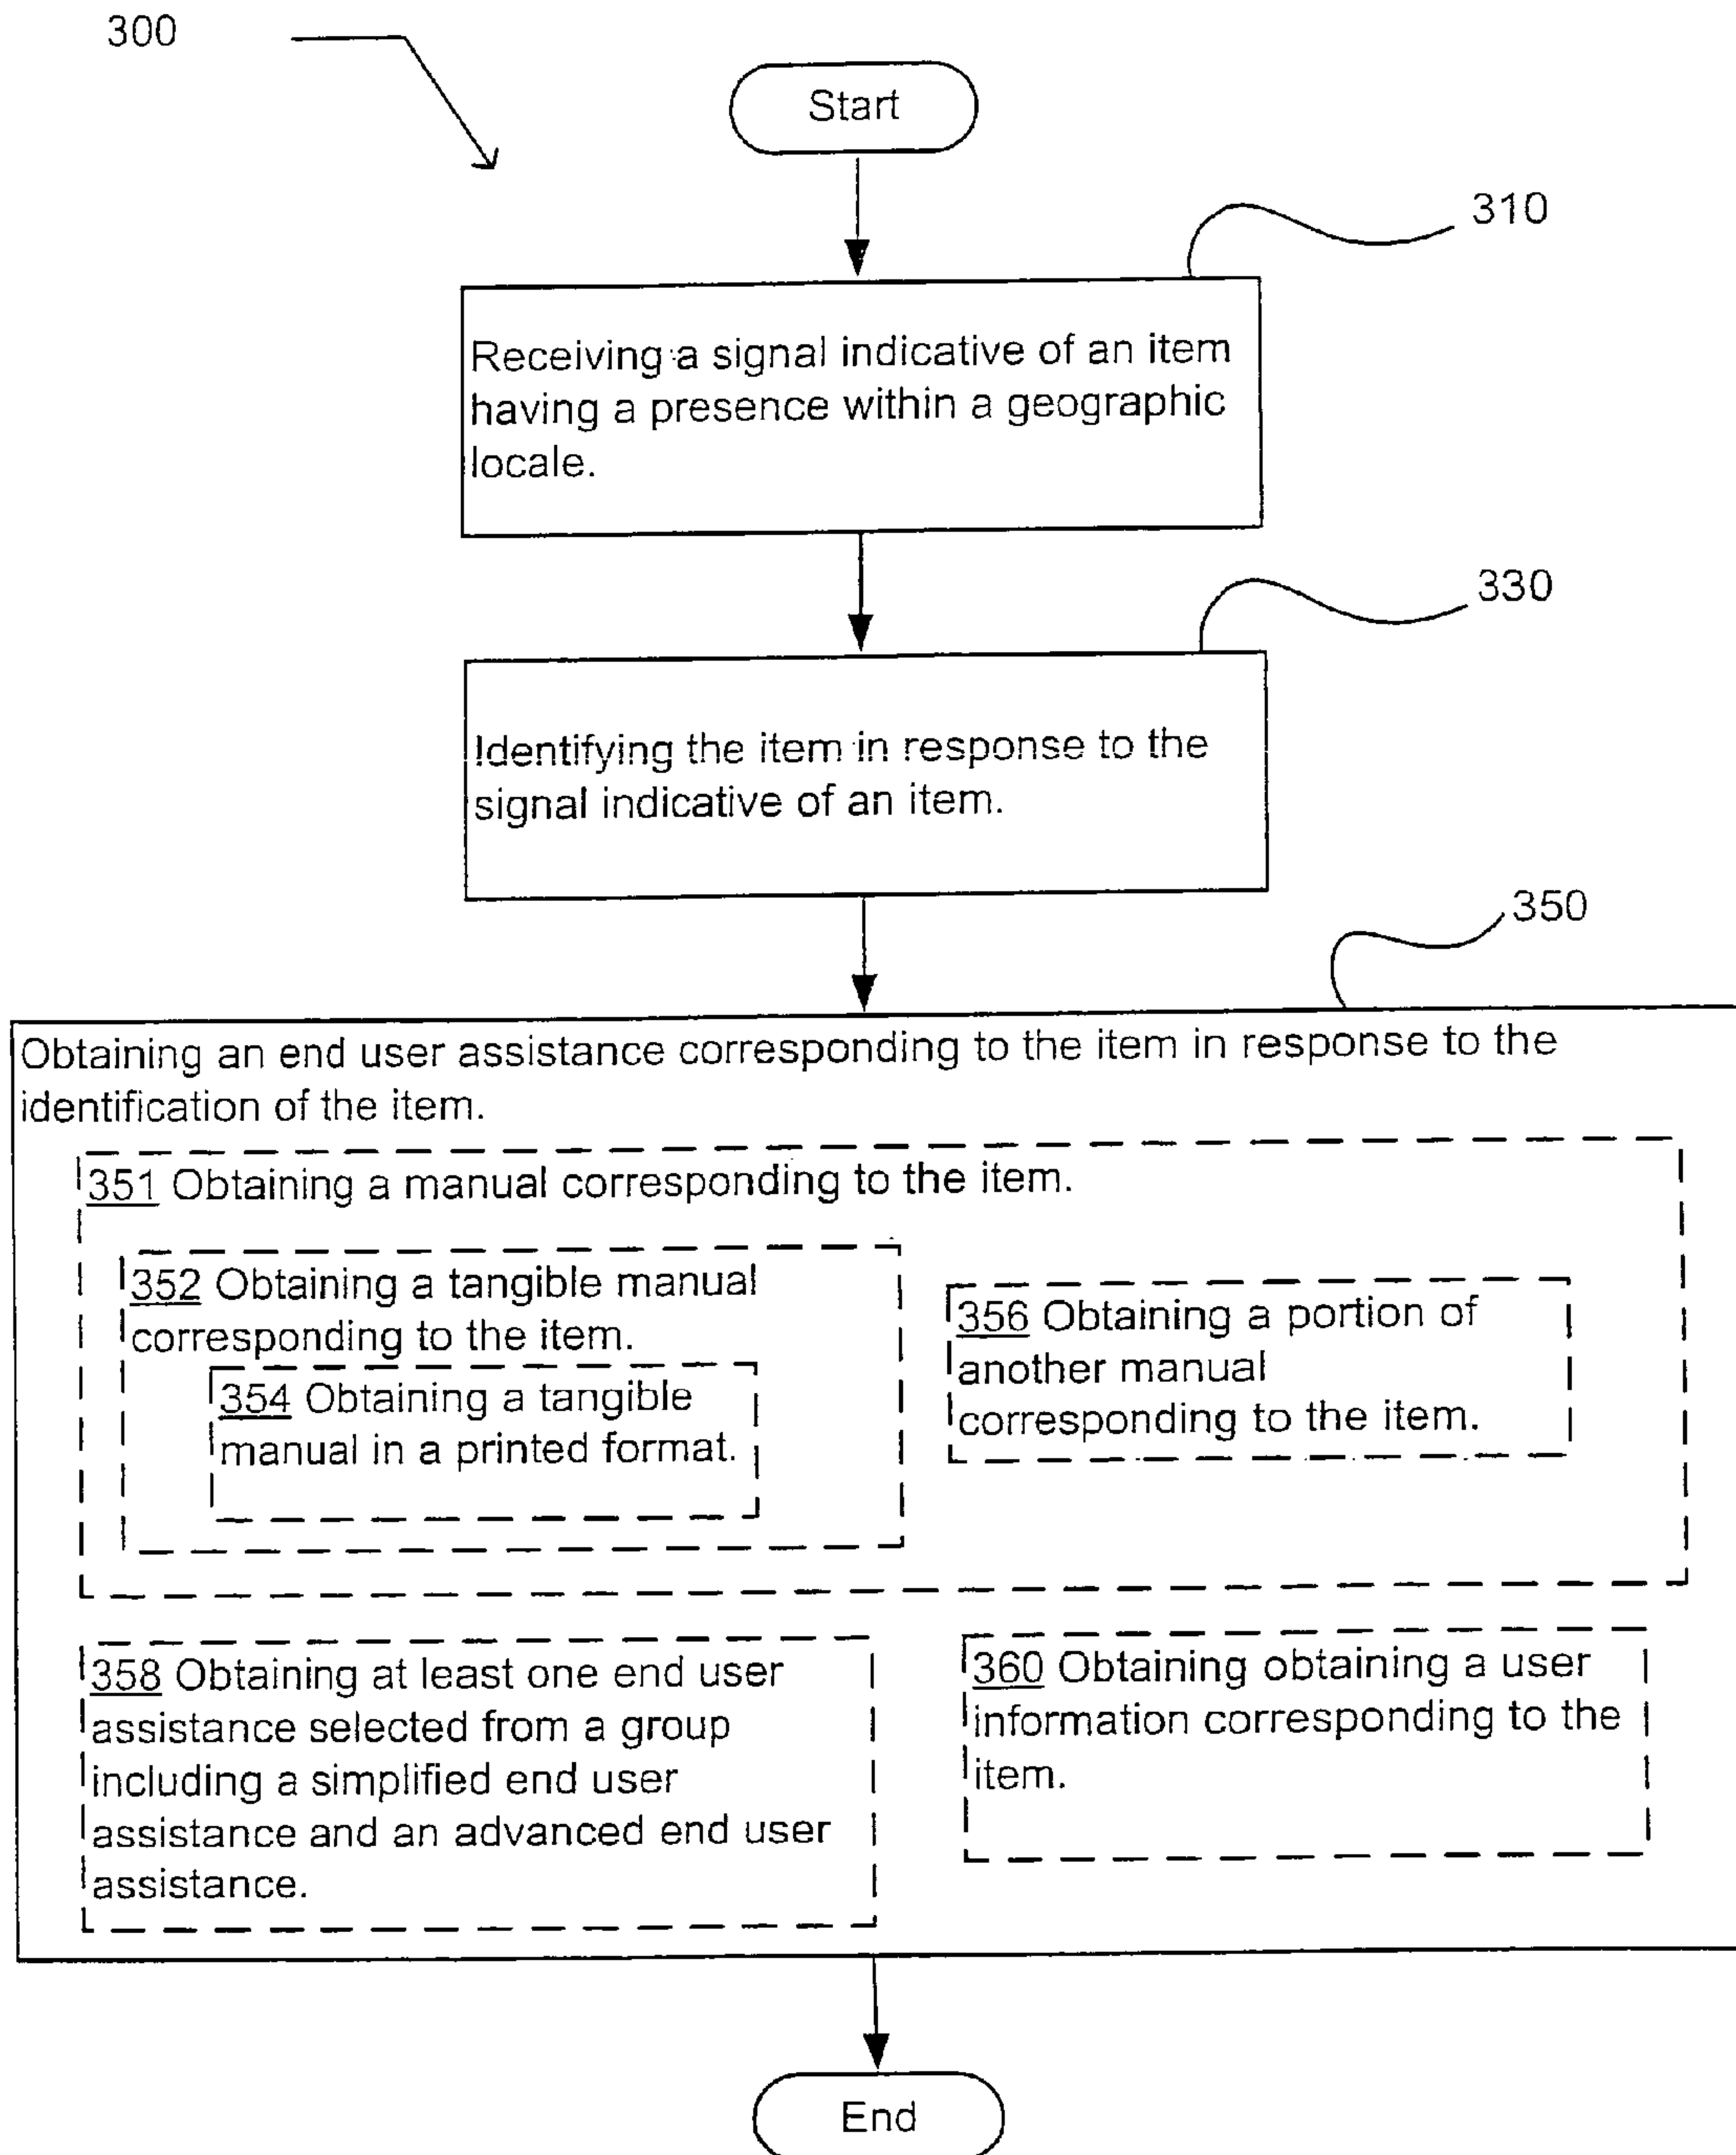 300
Start
310
Receiving a signal indicative of an item
having a presence within a geographic
locale.
330
Identifying the item in response to the
signal indicative of an item.
350
Obtaining an end user assistance corresponding to the item in response to the
identification of the item.
351 Obtaining a manual corresponding to the item.
352 Obtaining a tangible manual
corresponding to the item.
354 Obtaining a tangible
manual in a printed format.
356 Obtaining a portion of
another manual
corresponding to the item.
358 Obtaining at least one end user
assistance selected from a group
including a simplified end user
assistance and an advanced end user
assistance.
360 Obtaining obtaining a user
information corresponding to the
item.
End